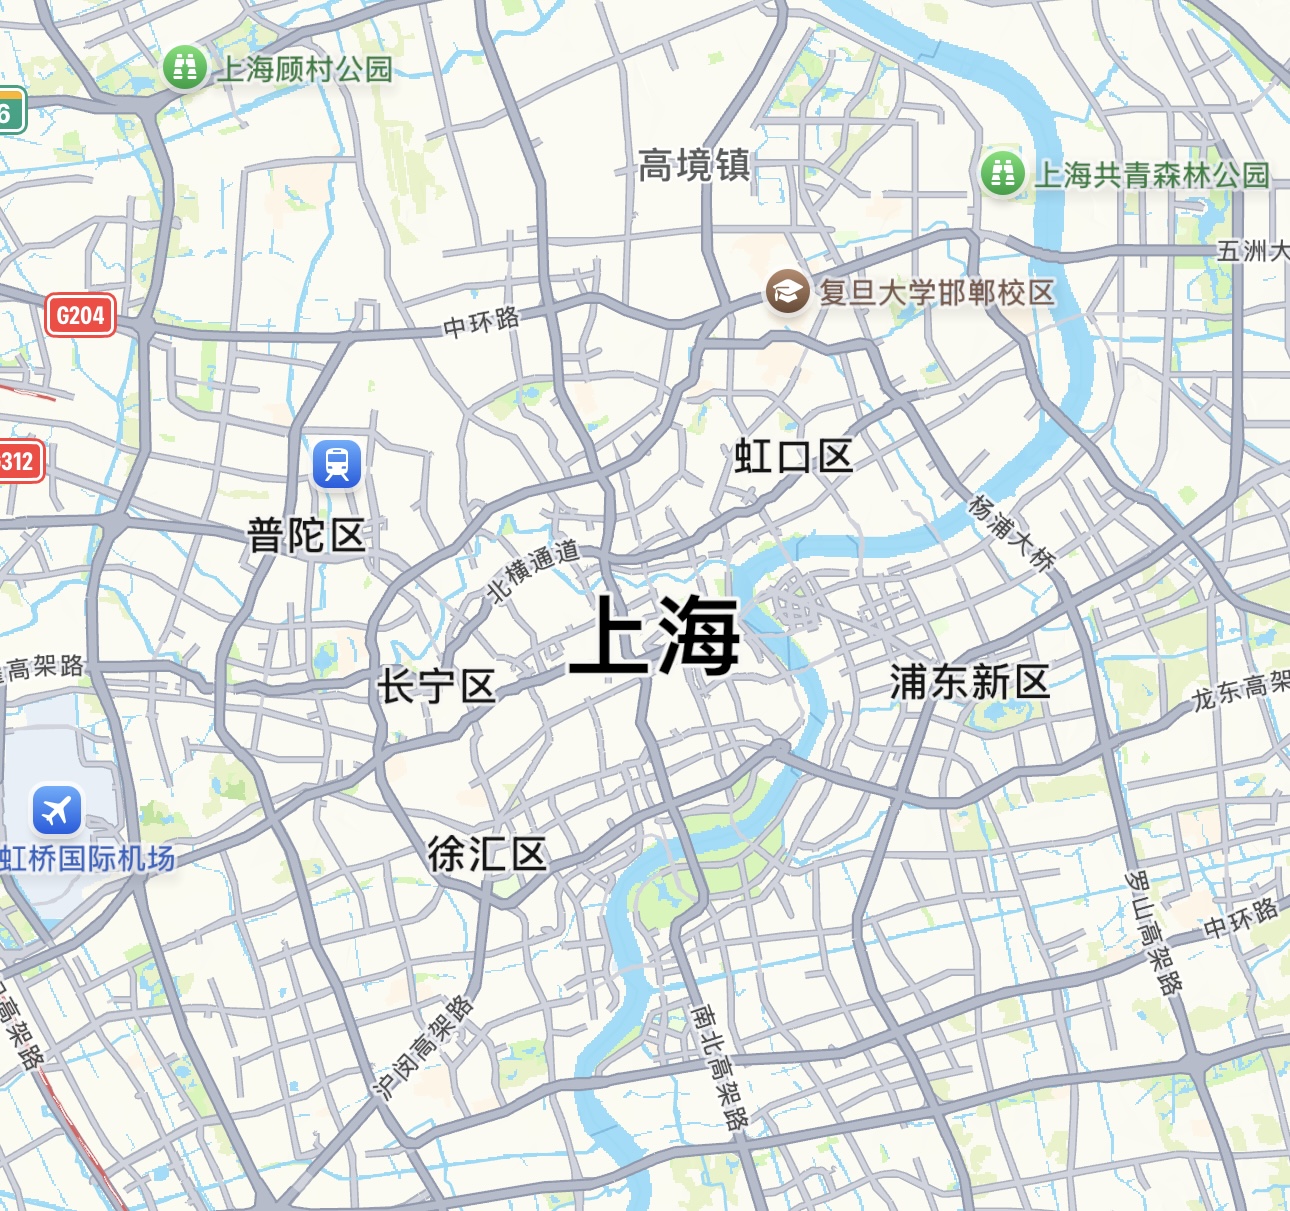 上海顾村公园
6
高境镇
上海共青森林公园
五洲大
G204
中环路
复旦大学邯郸校区
312
虹口区
普陀区
杨浦大桥
北横通道
上海
高架路
长宁区
浦东新区
龙东高架
虹桥国际机场
徐汇区
罗山高架路
中环路
高架路
沪闵高架路
南北高架路